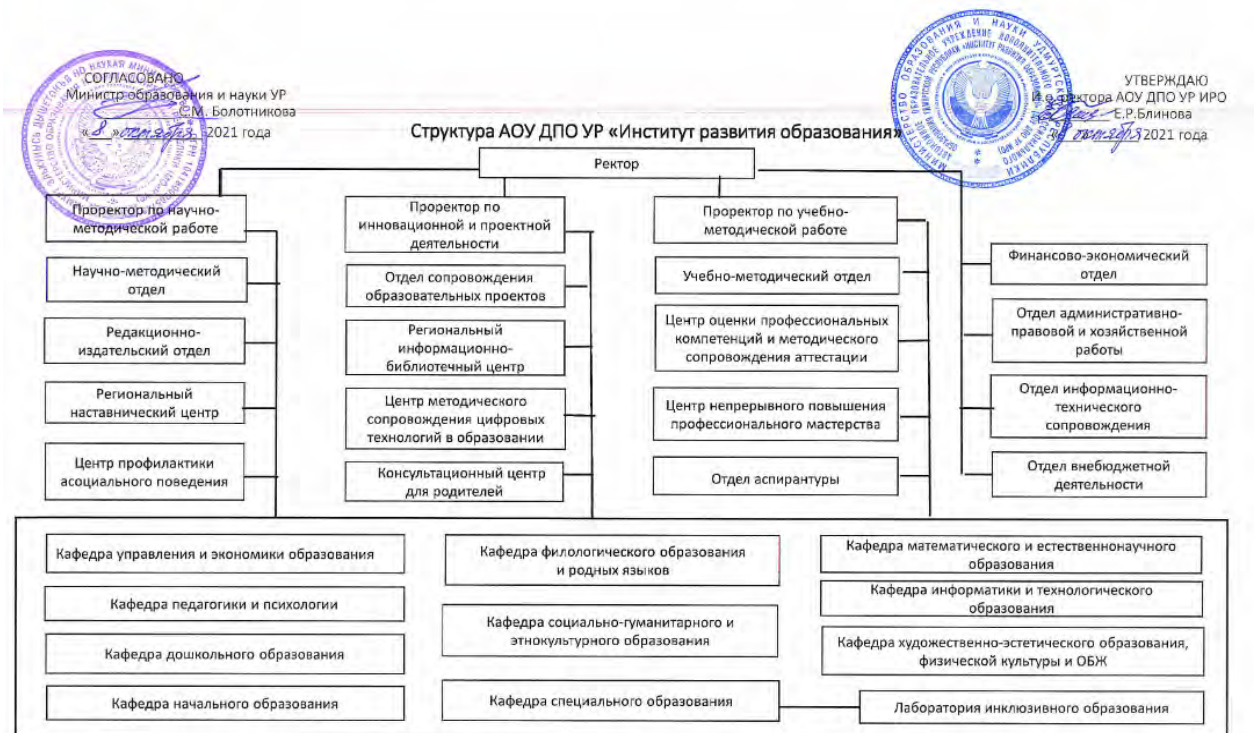 СОГЛАСОВАНО
Министр образования и науки УР
С.М. Болотникова
« 8 » октября 2021 года
УТВЕРЖДАЮ
И.о. ректора АОУ ДПО УР ИРО
Е.Р.Блинова
октября 2021 года
Структура АОУ ДПО УР «Институт развития образования»
Ректор
Проректор по научно-
методической работе
Научно-методический
отдел
Редакционно-
издательский отдел
Региональный
наставнический центр
Центр профилактики
асоциального поведения
Проректор по
инновационной и проектной
деятельности
Отдел сопровождения
образовательных проектов
Региональный
информационно-
библиотечный центр
Центр методического
сопровождения цифровых
технологий в образовании
Консультационный центр
для родителей
Проректор по учебно-
методической работе
Учебно-методический отдел
Центр оценки профессиональных
компетенций и методического
сопровождения аттестации
Центр непрерывного повышения
профессионального мастерства
Отдел аспирантуры
Финансово-экономический
отдел
Отдел административно-
правовой и хозяйственной
работы
Отдел информационно-
технического
сопровождения
Отдел внебюджетной
деятельности
Кафедра управления и экономики образования
Кафедра педагогики и психологии
Кафедра дошкольного образования
Кафедра начального образования
Кафедра филологического образования
и родных языков
Кафедра социально-гуманитарного и
этнокультурного образования
Кафедра специального образования
Кафедра математического и естественнонаучного
образования
Кафедра информатики и технологического
образования
Кафедра художественно-эстетического образования,
физической культуры и ОБЖ
Лаборатория инклюзивного образования